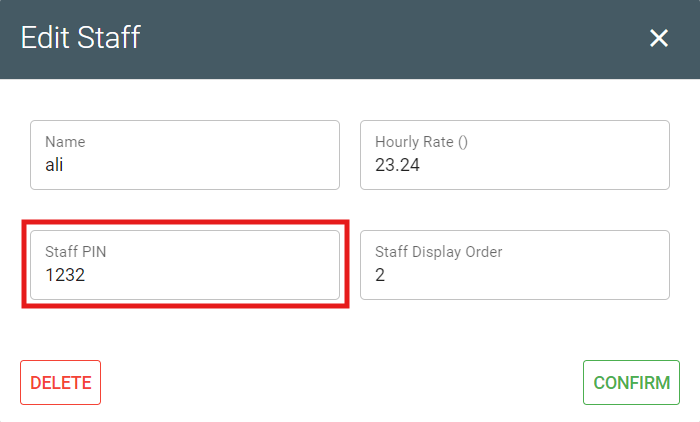 Edit Staff
Name
ali
Hourly Rate ()
23.24
Staff PIN
1232
Staff Display Order
2
DELETE
CONFIRM